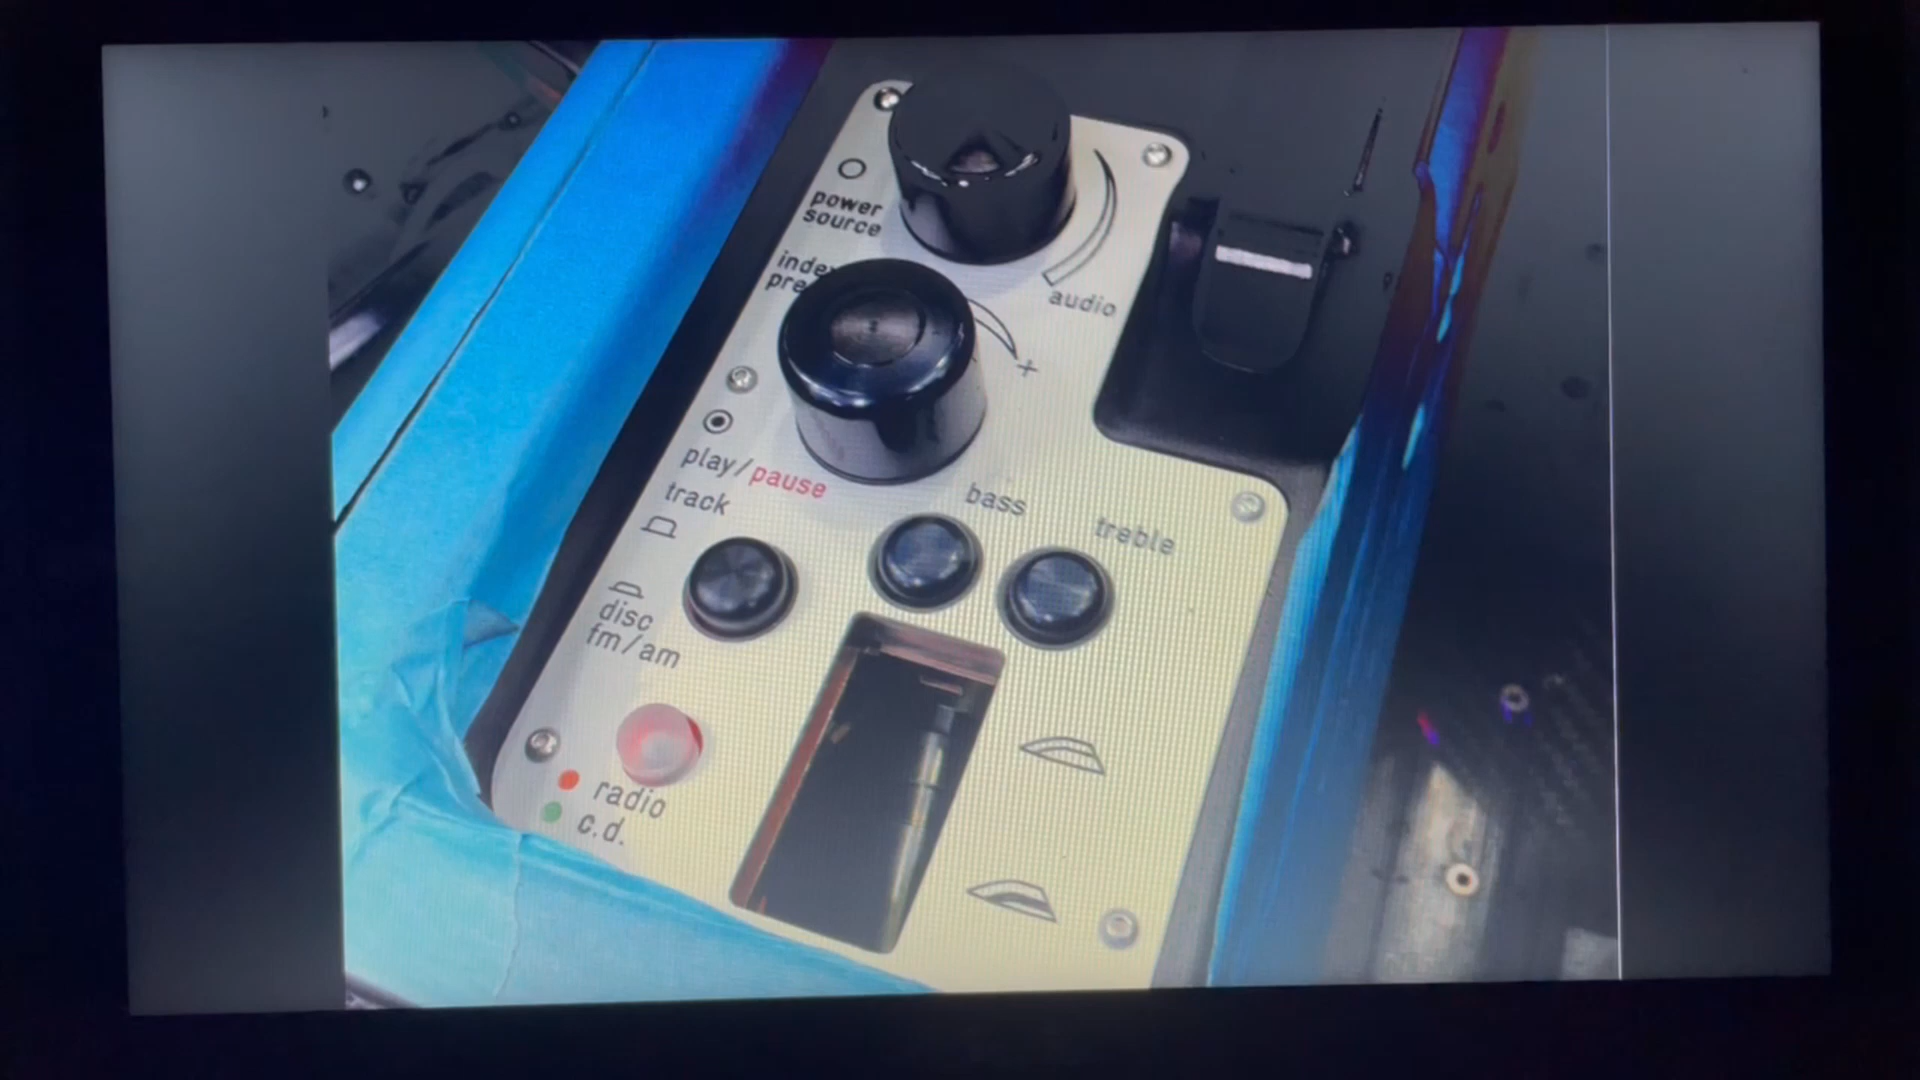 power
source
audio
+
play/pause
track
bass
treble
disc
fm/am
radio
c.d.